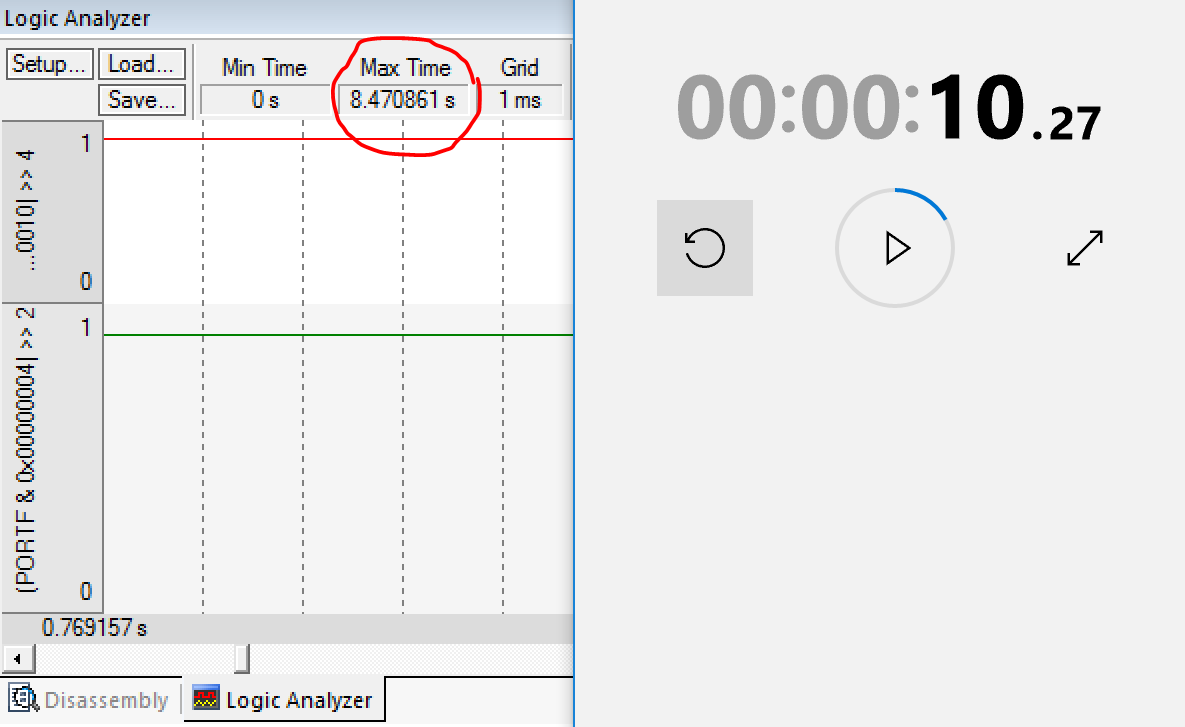 Logic Analyzer
Setup... Load... Min Time Max Time Grid
Save... 0 s 8.470861 s 1 ms
1
...0010| >> 4
0
1
(PORTF & 0x00000004| >> 2
0
0.769157 s
Disassembly Logic Analyzer
00:00:10.27